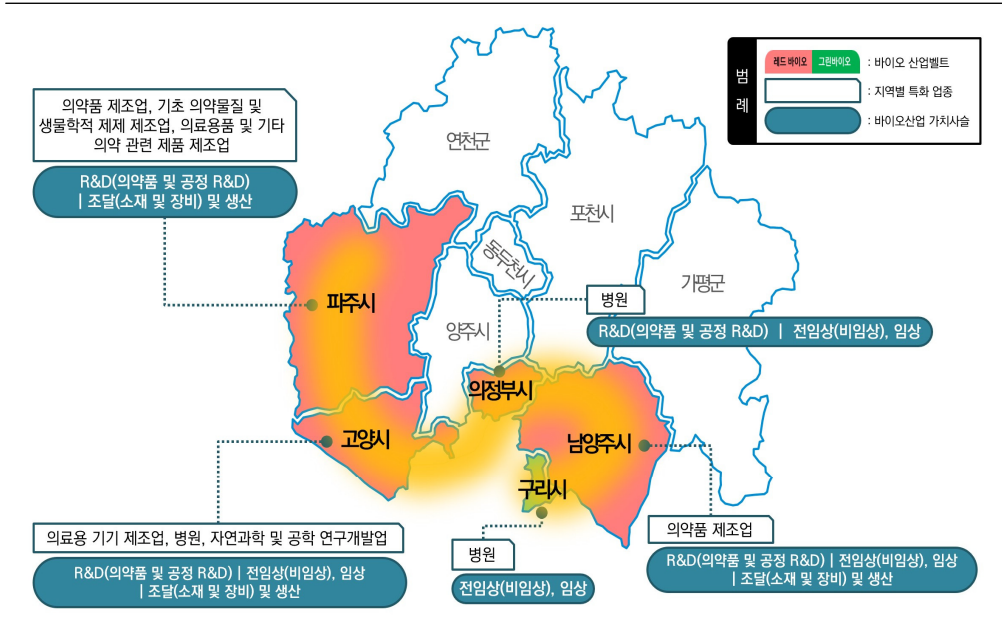 범
례
레드 바이오
그린바이오
: 바이오 산업벨트
: 지역별 특화 업종
: 바이오산업 가치사슬
의약품 제조업, 기초 의약물질 및
생물학적 제제 제조업, 의료용품 및 기타
의약 관련 제품 제조업
R&D(의약품 및 공정 R&D)
| 조달(소재 및 장비) 및 생산
연천군
포천시
동두천시
가평군
양주시
파주시
병원
R&D(의약품 및 공정 R&D) | 전임상(비임상), 임상
의정부시
고양시
남양주시
구리시
의료용 기기 제조업, 병원, 자연과학 및 공학 연구개발업
R&D(의약품 및 공정 R&D) | 전임상(비임상), 임상
| 조달(소재 및 장비) 및 생산
병원
전임상(비임상), 임상
의약품 제조업
R&D(의약품 및 공정 R&D) | 전임상(비임상), 임상
| 조달(소재 및 장비) 및 생산